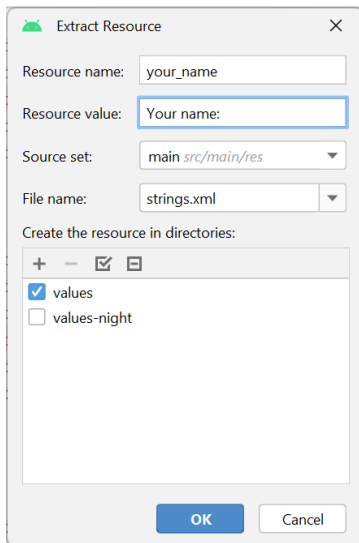 Extract Resource
Resource name: your_name
Resource value: Your name:
Source set: main src/main/res
File name: strings.xml
Create the resource in directories:
values
values-night
OK Cancel